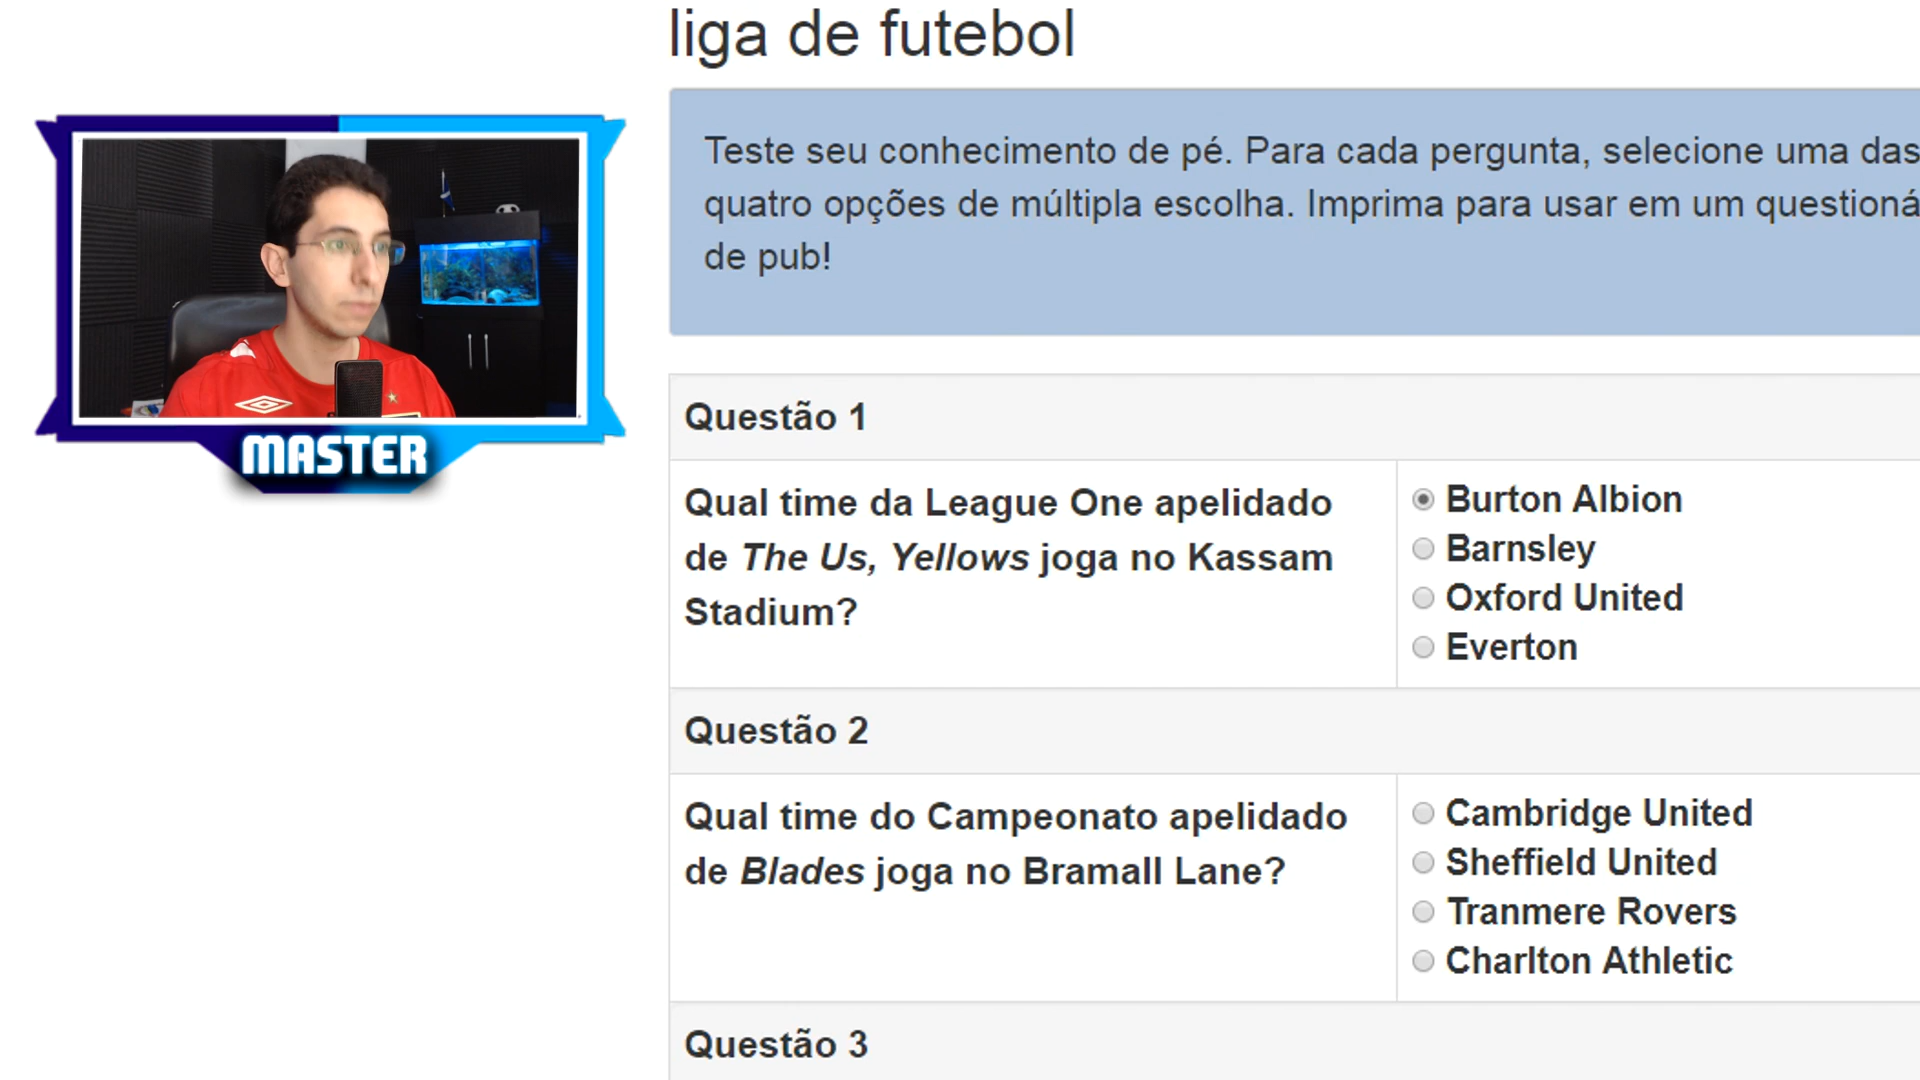 liga de futebol
Teste seu conhecimento de pé. Para cada pergunta, selecione uma das
quatro opções de múltipla escolha. Imprima para usar em um questioná
de pub!
MASTER
Questão 1
Qual time da League One apelidado
de The Us, Yellows joga no Kassam
Stadium?
Burton Albion
Barnsley
Oxford United
Everton
Questão 2
Qual time do Campeonato apelidado
de Blades joga no Bramall Lane?
Cambridge United
Sheffield United
Tranmere Rovers
Charlton Athletic
Questão 3